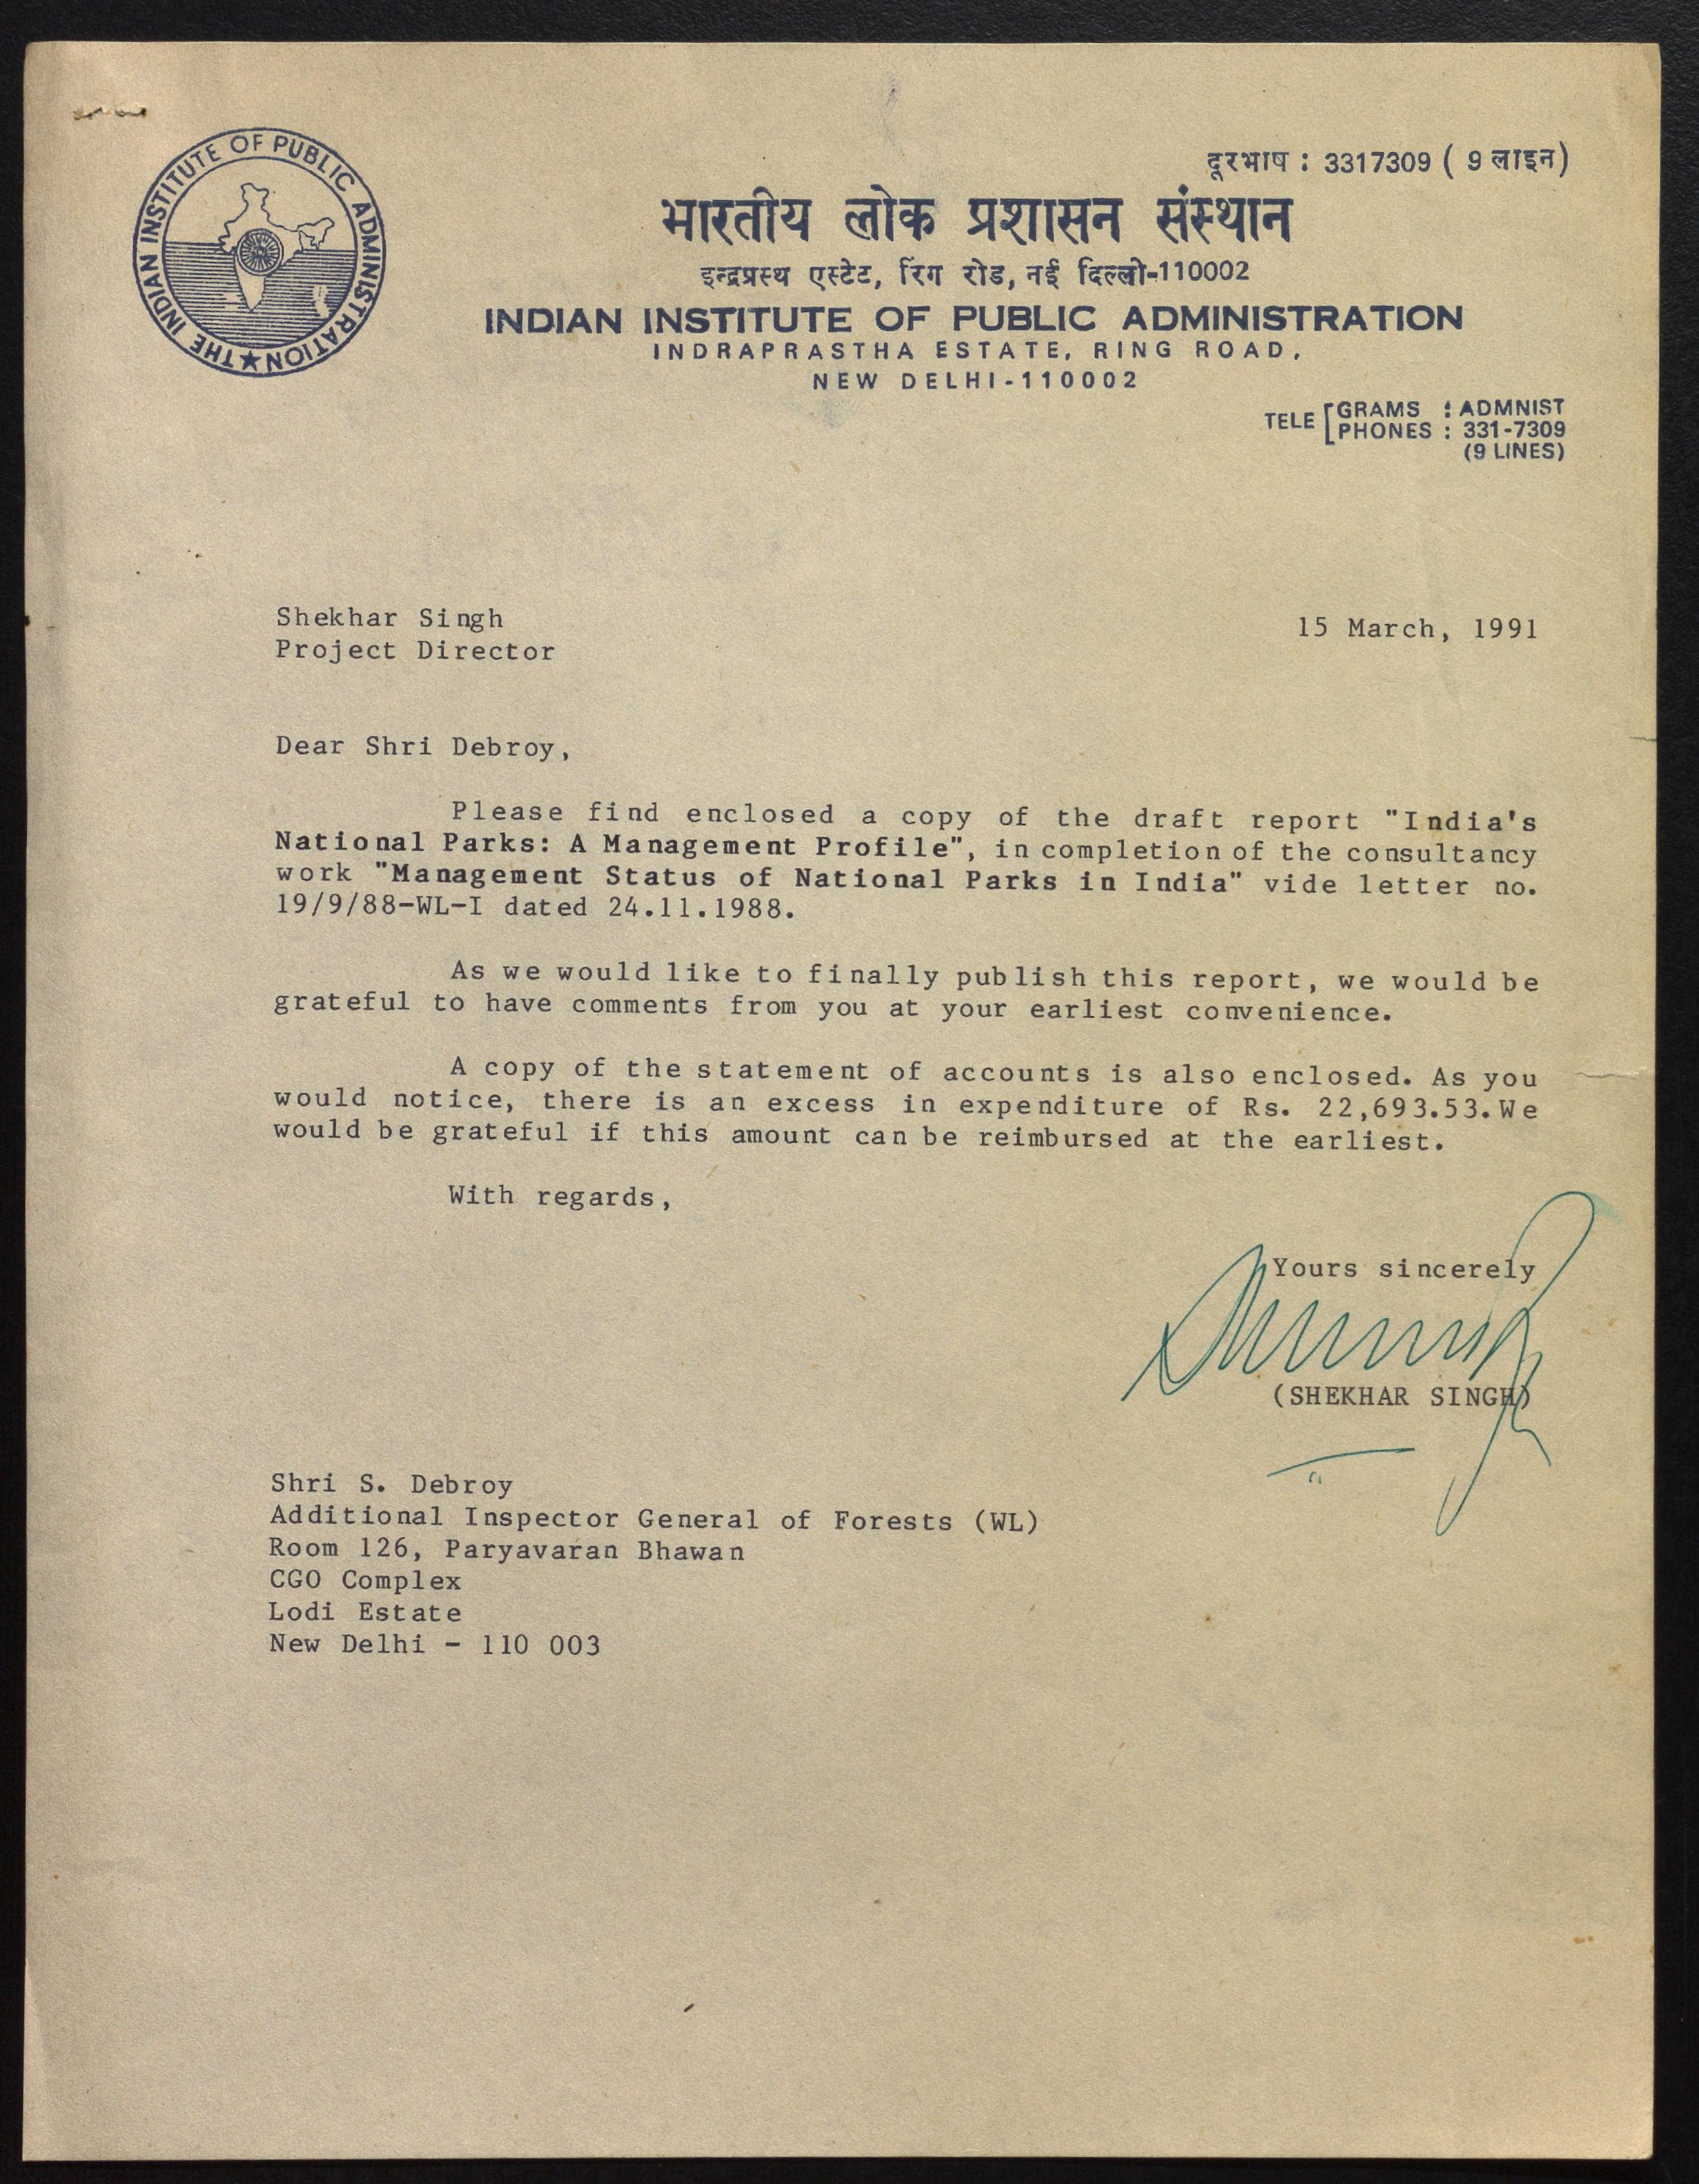 THE INDIAN INSTITUTE OF PUBLIC ADMINISTRATION
दूरभाष : 3317309 ( 9 लाइन)
भारतीय लोक प्रशासन संस्थान
इन्द्रप्रस्थ एस्टेट, रिंग रोड, नई दिल्ली-110002
INDIAN INSTITUTE OF PUBLIC ADMINISTRATION
INDRAPRASTHA ESTATE, RING ROAD,
NEW DELHI-110002
TELE GRAMS : ADMNIST
PHONES : 331-7309
(9 LINES)
Shekhar Singh
15 March, 1991
Project Director
Dear Shri Debroy,
Please find enclosed a copy of the draft report "India's
National Parks: A Management Profile", in completion of the consultancy
work "Management Status of National Parks in India" vide letter no.
19/9/88-WL-I dated 24.11.1988.
As we would like to finally publish this report, we would be
grateful to have comments from you at your earliest convenience.
A copy of the statement of accounts is also enclosed. As you
would notice, there is an excess in expenditure of Rs. 22,693.53. We
would be grateful if this amount can be reimbursed at the earliest.
With regards,
Yours sincerely
(SHEKHAR SINGH)
Shri S. Debroy
Additional Inspector General of Forests (WL)
Room 126, Paryavaran Bhawan
CGO Complex
Lodi Estate
New Delhi - 110 003